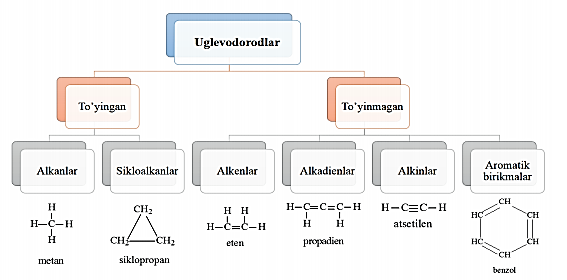 Uglevodorodlar
To‘yingan
To‘yinmagan
Alkanlar
Sikloalkanlar
Alkenlar
Alkadienlar
Alkinlar
Aromatik
birikmalar
H
H–C–H
H
metan
CH₂
CH₂ CH₂
siklopropan
H H
H–C=C–H
eten
H–C=C=C–H
H H
propadien
H–C≡C–H
atsetilen
CH
CH CH
CH CH
CH
benzol